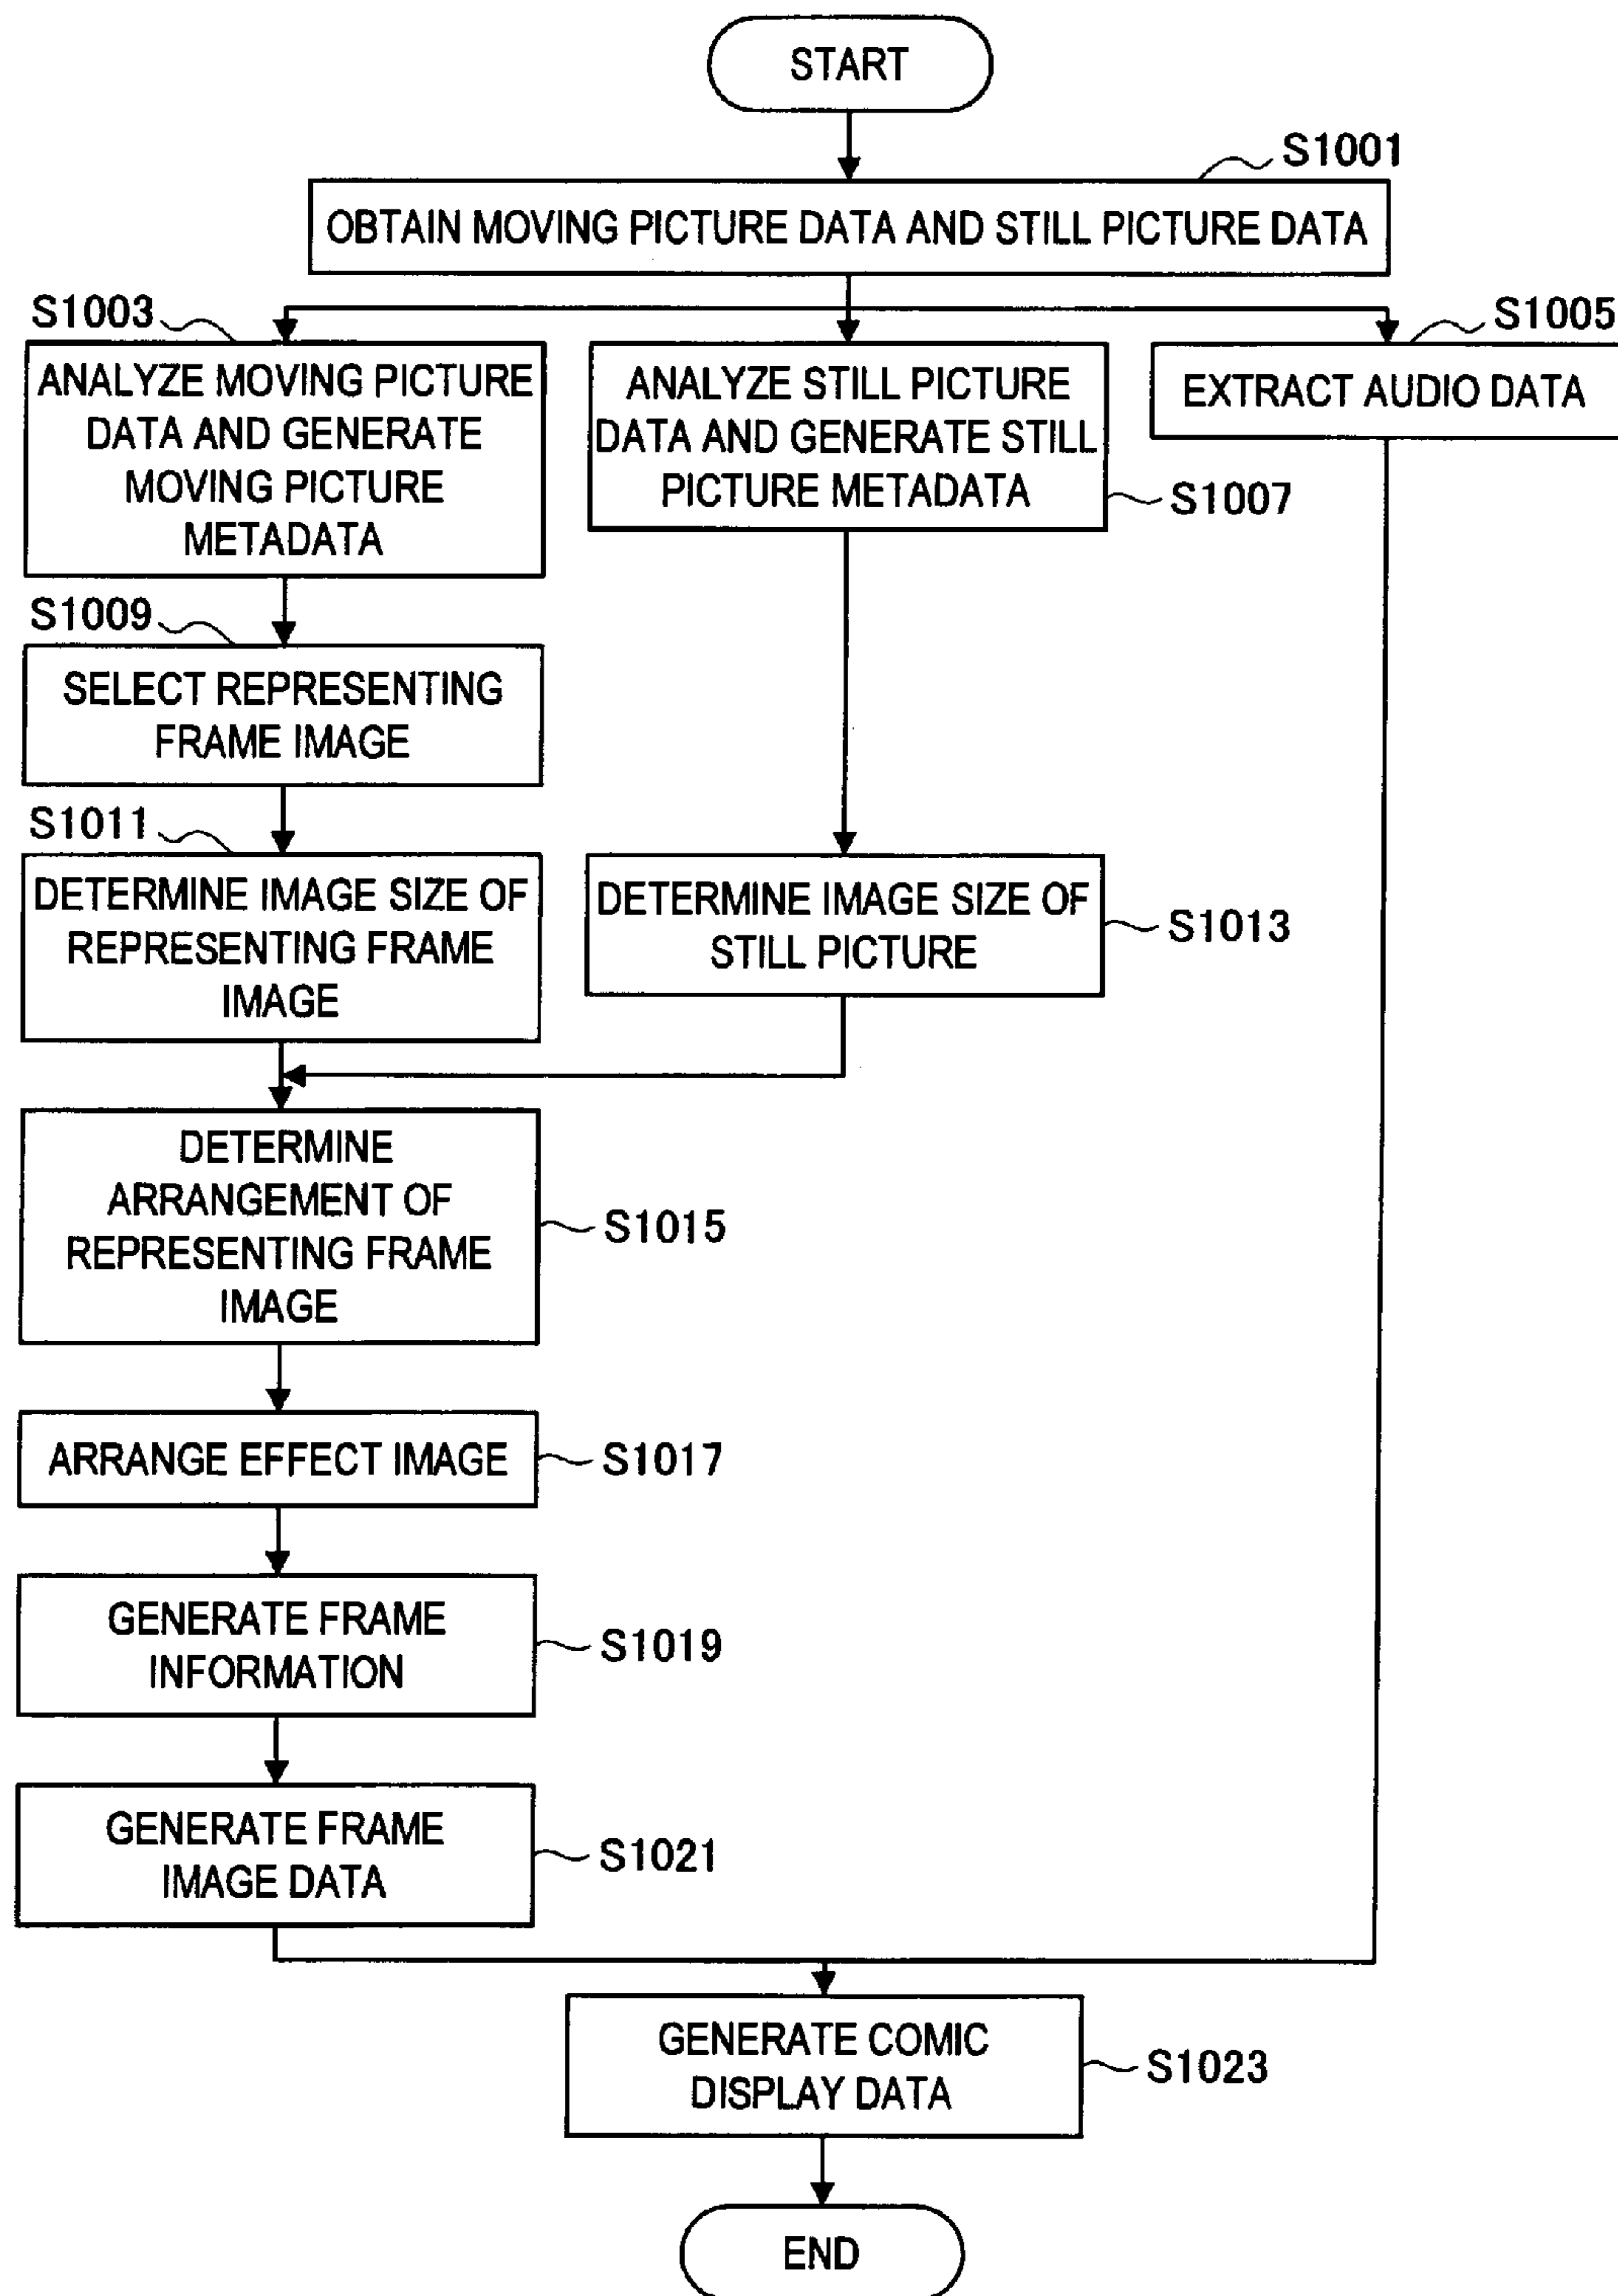 START
S1001
OBTAIN MOVING PICTURE DATA AND STILL PICTURE DATA
S1003
ANALYZE MOVING PICTURE
DATA AND GENERATE
MOVING PICTURE
METADATA
ANALYZE STILL PICTURE
DATA AND GENERATE STILL
PICTURE METADATA
S1007
S1005
EXTRACT AUDIO DATA
S1009
SELECT REPRESENTING
FRAME IMAGE
S1011
DETERMINE IMAGE SIZE OF
REPRESENTING FRAME
IMAGE
DETERMINE IMAGE SIZE OF
STILL PICTURE
S1013
DETERMINE
ARRANGEMENT OF
REPRESENTING FRAME
IMAGE
S1015
ARRANGE EFFECT IMAGE
S1017
GENERATE FRAME
INFORMATION
S1019
GENERATE FRAME
IMAGE DATA
S1021
GENERATE COMIC
DISPLAY DATA
S1023
END